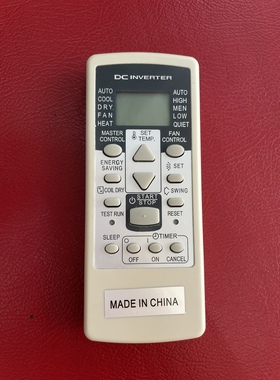 DC INVERTER
AUTO
COOL
DRY
FAN
HEAT
AUTO
HIGH
MEN
LOW
QUIET
MASTER
CONTROL
SET
TEMP.
FAN
CONTROL
ENERGY
SAVING
SET
COIL DRY
SWING
START
STOP
TEST RUN
RESET
SLEEP
TIMER
OFF
ON
CANCEL
MADE IN CHINA